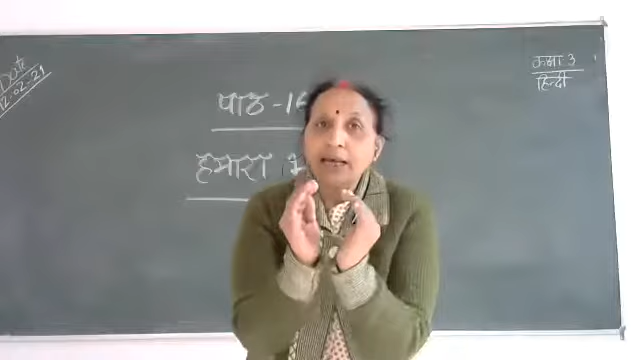 Date
12.02.21
कक्षा 3
हिन्दी
पाठ - 16
हमारा